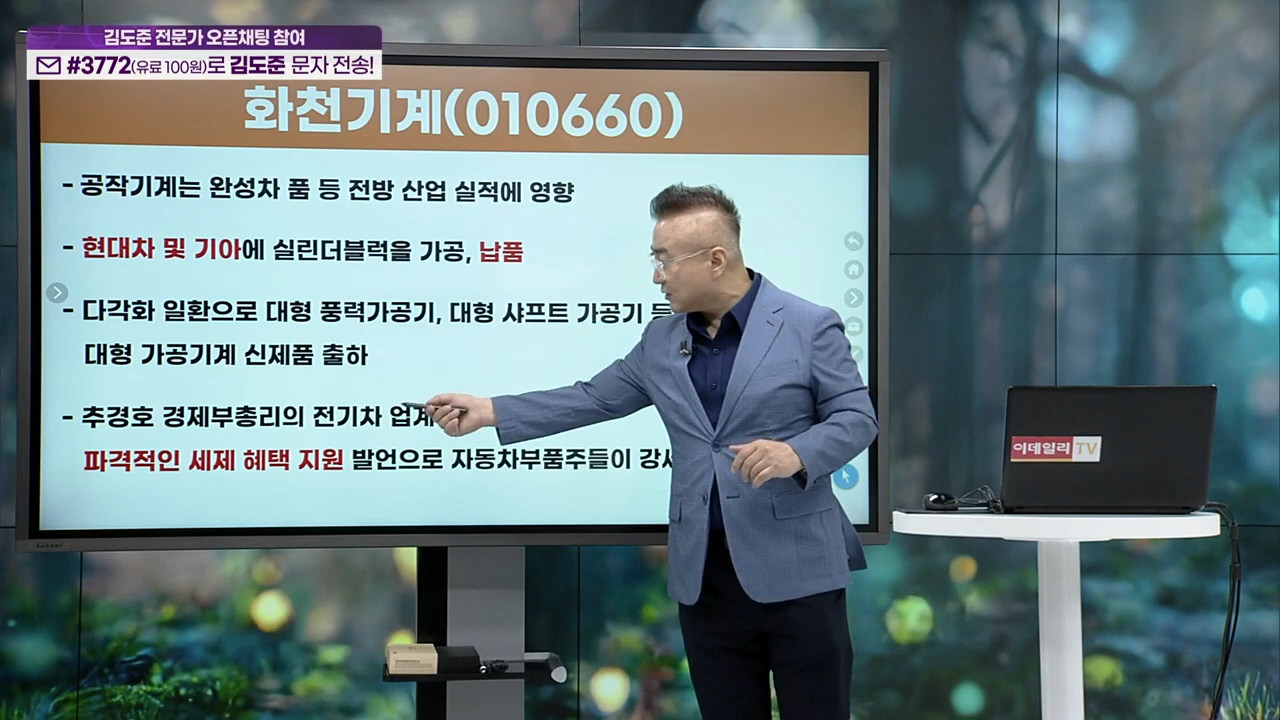 김도준 전문가 오픈채팅 참여
#3772(유료 100원)로 김도준 문자 전송!
화천기계(010660)
- 공작기계는 완성차 품 등 전방 산업 실적에 영향
- 현대차 및 기아에 실린더블럭을 가공, 납품
- 다각화 일환으로 대형 풍력가공기, 대형 샤프트 가공기 등
대형 가공기계 신제품 출하
- 추경호 경제부총리의 전기차 업계
파격적인 세제 혜택 지원 발언으로 자동차부품주들이
이데일리 TV